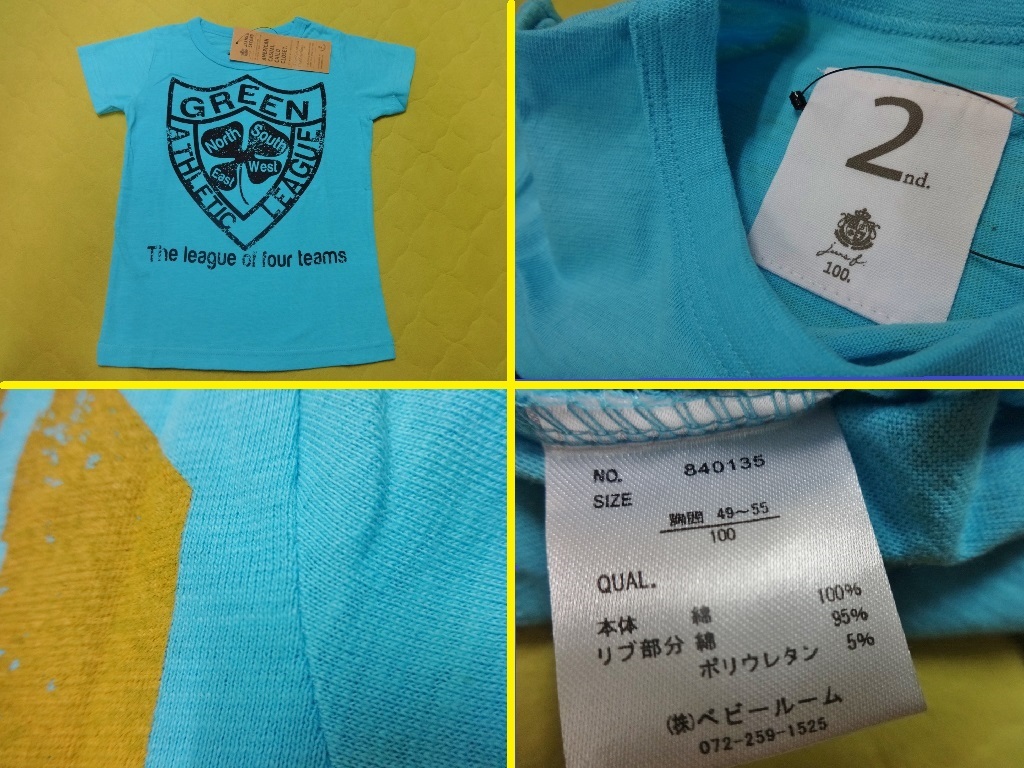 GREEN
ATHLETIC LEAGUE
North South
East West
The league of four teams
2nd.
100.
NO. 840135
SIZE
胸囲 49～55
100
QUAL.
本体 綿 100%
リブ部分 綿 95%
ポリウレタン 5%
(株)ベビールーム
072-259-1525